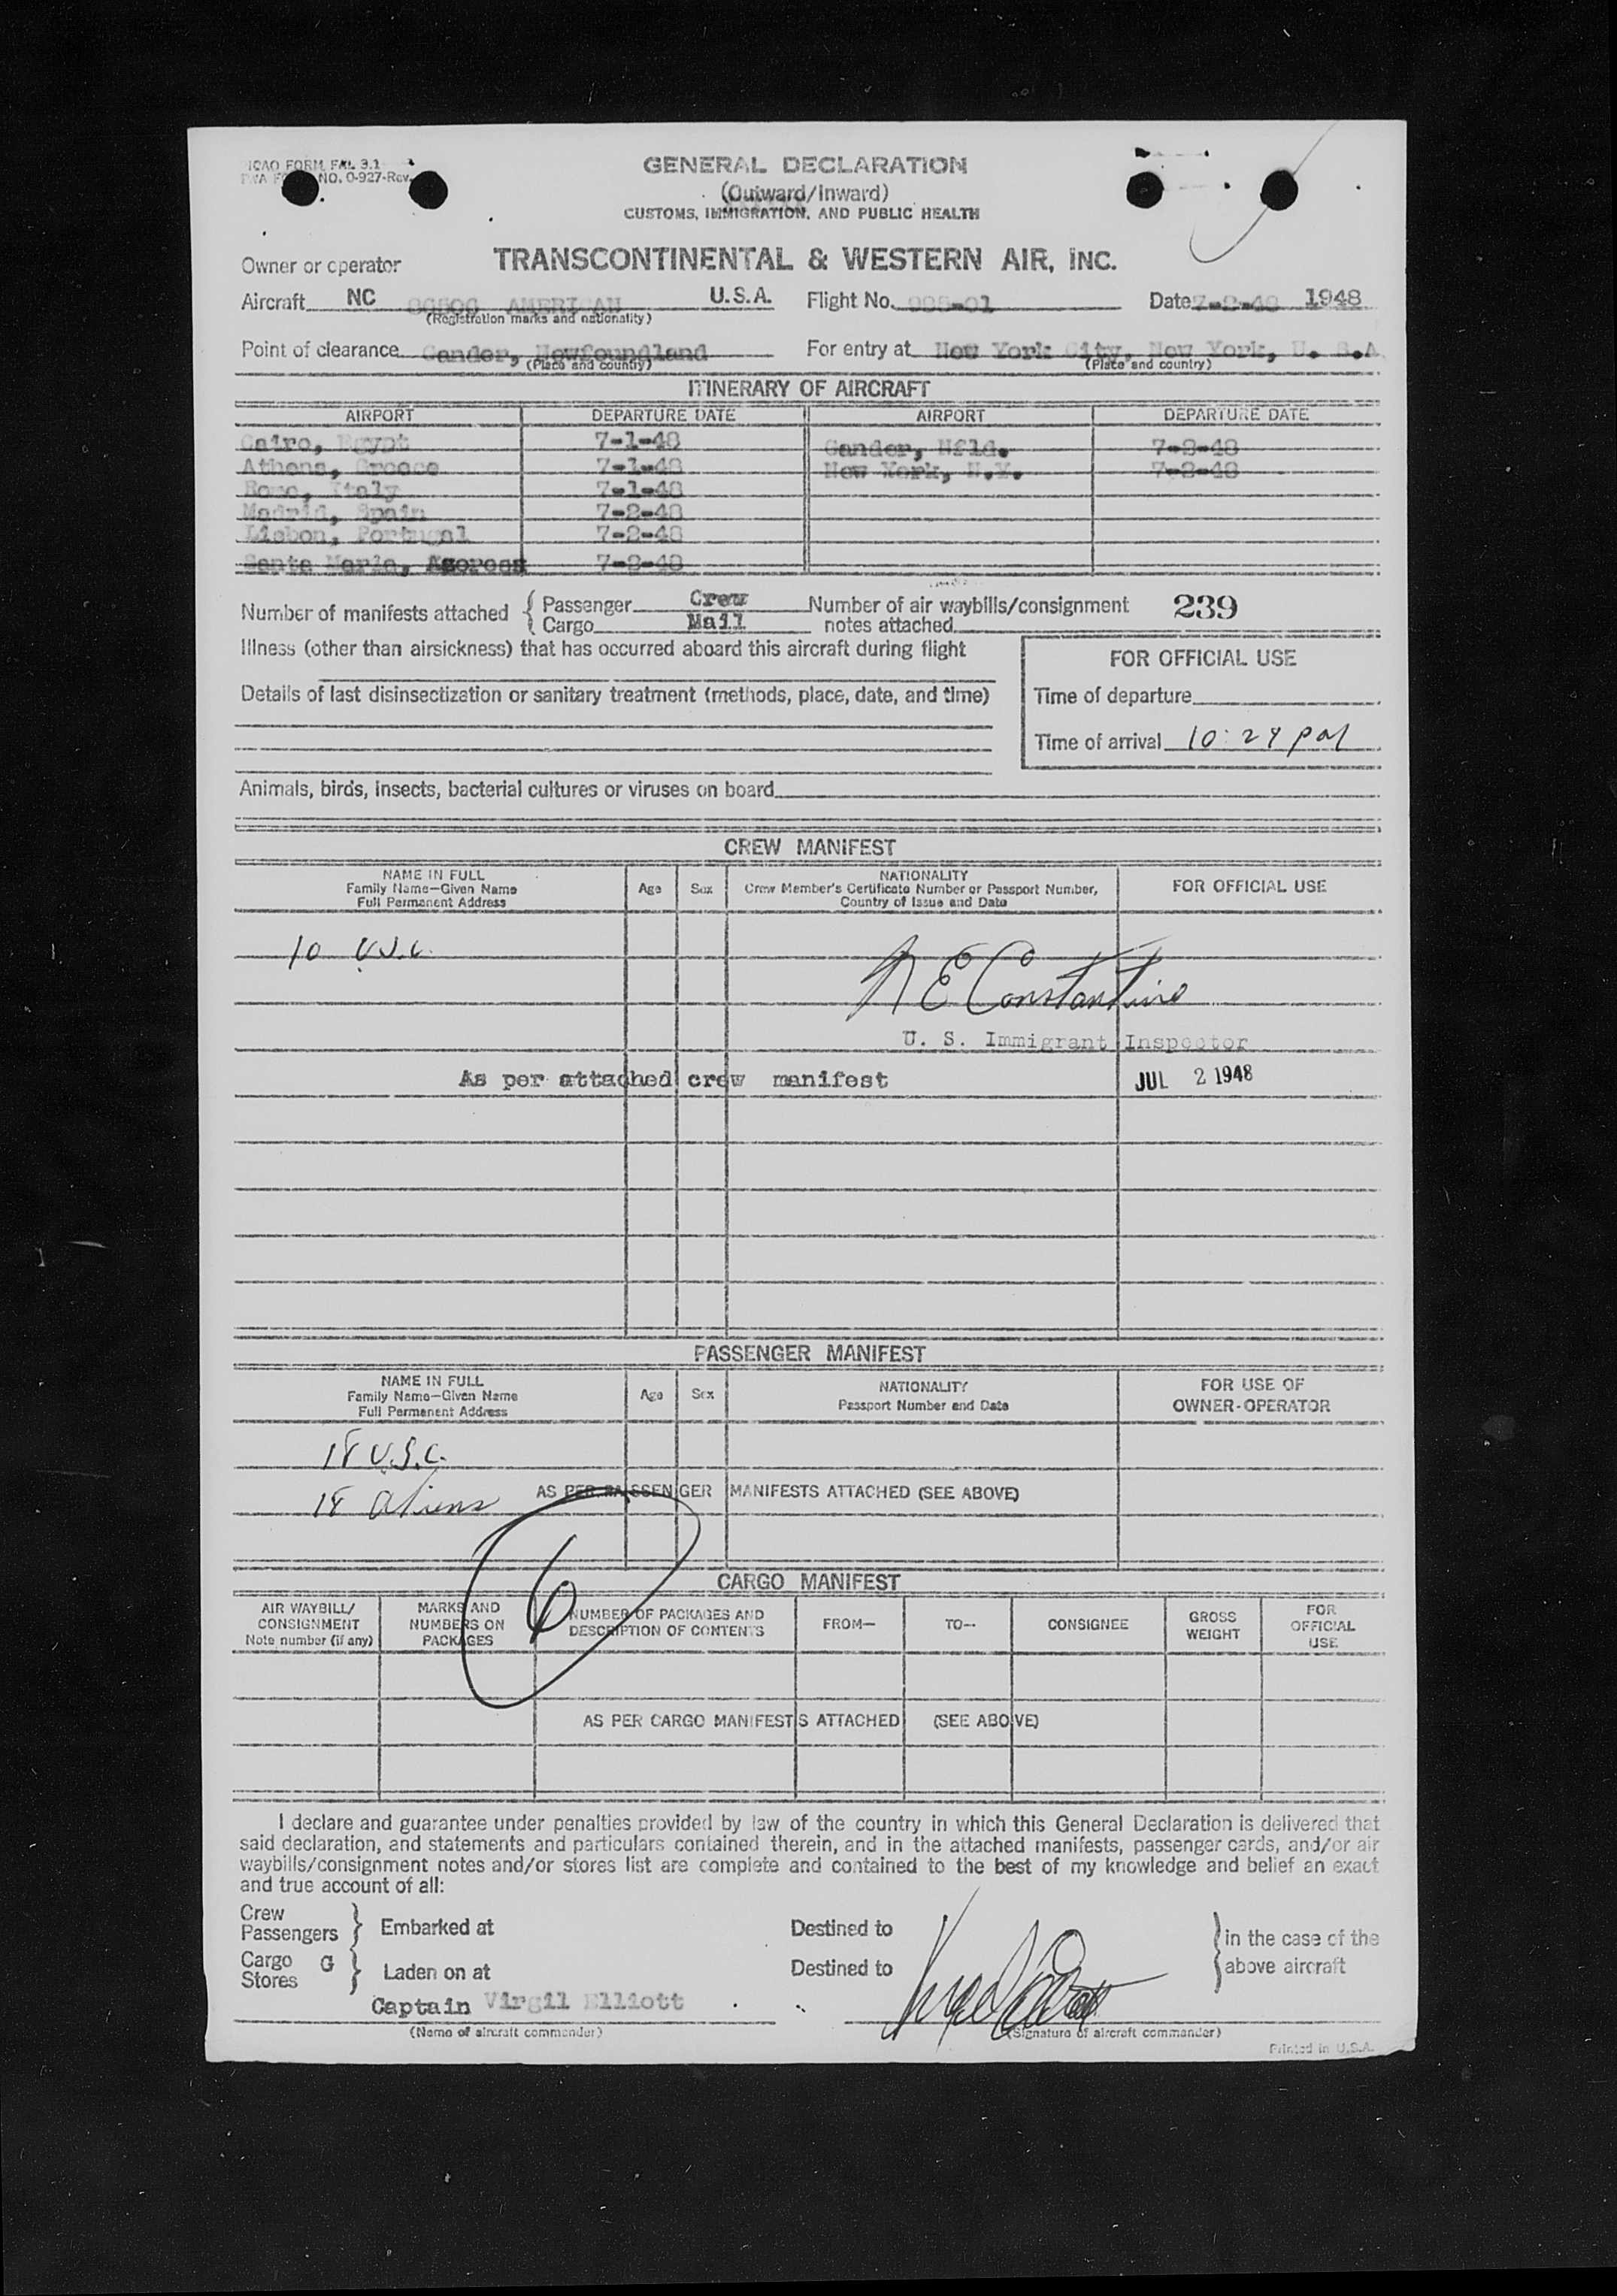 ICAO FORM FAL 3.1
NO. 0-927-Rev.
GENERAL DECLARATION
(Outward/Inward)
CUSTOMS, IMMIGRATION, AND PUBLIC HEALTH
Owner or operator TRANSCONTINENTAL & WESTERN AIR, INC.
Aircraft NC AMERICAN U.S.A. Flight No. Date 7-2-48 1948
(Registration marks and nationality)
Point of clearance Gander, Newfoundland For entry at New York City, New York, U. S.A
(Place and country) (Place and country)
ITINERARY OF AIRCRAFT
AIRPORT DEPARTURE DATE AIRPORT DEPARTURE DATE
Cairo, Egypt 7-1-48 Gander, Nfld. 7-2-48
Athens, Greece 7-1-48 New York, N.Y. 7-2-48
Rome, Italy 7-1-48
Madrid, Spain 7-2-48
Lisbon, Portugal 7-2-48
Santa Maria, Azores 7-2-48
Number of manifests attached { Passenger Crew Number of air waybills/consignment 239
Cargo Mail notes attached
Illness (other than airsickness) that has occurred aboard this aircraft during flight
FOR OFFICIAL USE
Details of last disinsectization or sanitary treatment (methods, place, date, and time)
Time of departure
Time of arrival 10:24 PM
Animals, birds, insects, bacterial cultures or viruses on board
CREW MANIFEST
NAME IN FULL
Family Name—Given Name
Full Permanent Address
Age Sex
NATIONALITY
Crew Member's Certificate Number or Passport Number,
Country of Issue and Date
FOR OFFICIAL USE
10 U.S.C.
N E Constantine
U. S. Immigrant Inspector
As per attached crew manifest JUL 2 1948
PASSENGER MANIFEST
NAME IN FULL
Family Name—Given Name
Full Permanent Address
Age Sex
NATIONALITY
Passport Number and Date
FOR USE OF
OWNER-OPERATOR
18 U.S.C.
18 Aliens AS PER PASSENGER MANIFESTS ATTACHED (SEE ABOVE)
6
CARGO MANIFEST
AIR WAYBILL/
CONSIGNMENT
Note number (if any)
MARKS AND
NUMBERS ON
PACKAGES
NUMBER OF PACKAGES AND
DESCRIPTION OF CONTENTS
FROM—
TO—
CONSIGNEE
GROSS
WEIGHT
FOR
OFFICIAL
USE
AS PER CARGO MANIFESTS ATTACHED (SEE ABOVE)
I declare and guarantee under penalties provided by law of the country in which this General Declaration is delivered that
said declaration, and statements and particulars contained therein, and in the attached manifests, passenger cards, and/or air
waybills/consignment notes and/or stores list are complete and contained to the best of my knowledge and belief an exact
and true account of all:
Crew
Passengers } Embarked at Destined to
Cargo G
Stores } Laden on at Destined to
} in the case of the
above aircraft
Captain Virgil Elliott
(Name of aircraft commander) (Signature of aircraft commander)
Printed in U.S.A.